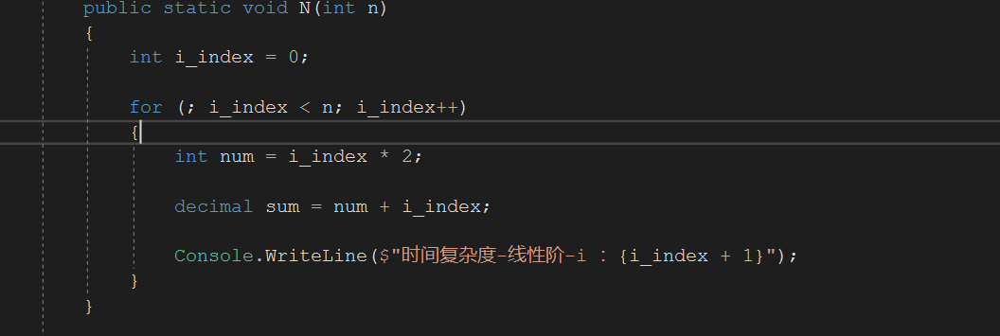 public static void N(int n)
{
int i_index = 0;
for (; i_index < n; i_index++)
{
int num = i_index * 2;
decimal sum = num + i_index;
Console.WriteLine($"时间复杂度-线性阶-i : {i_index + 1}");
}
}